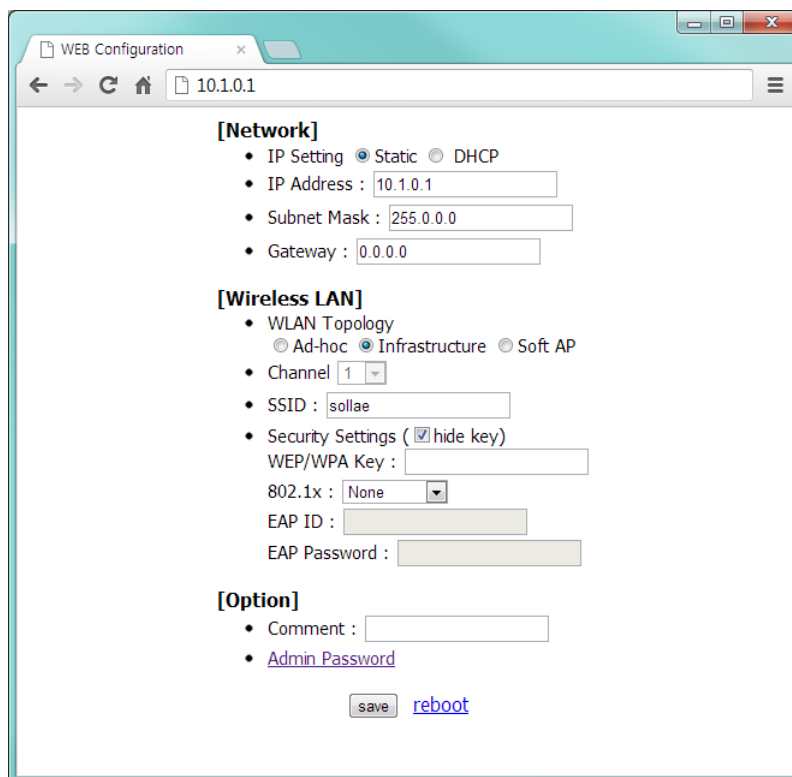 WEB Configuration
10.1.0.1
[Network]
IP Setting Static DHCP
IP Address : 10.1.0.1
Subnet Mask : 255.0.0.0
Gateway : 0.0.0.0
[Wireless LAN]
WLAN Topology
Ad-hoc Infrastructure Soft AP
Channel 1
SSID : sollae
Security Settings ( hide key)
WEP/WPA Key :
802.1x : None
EAP ID :
EAP Password :
[Option]
Comment :
Admin Password
save reboot